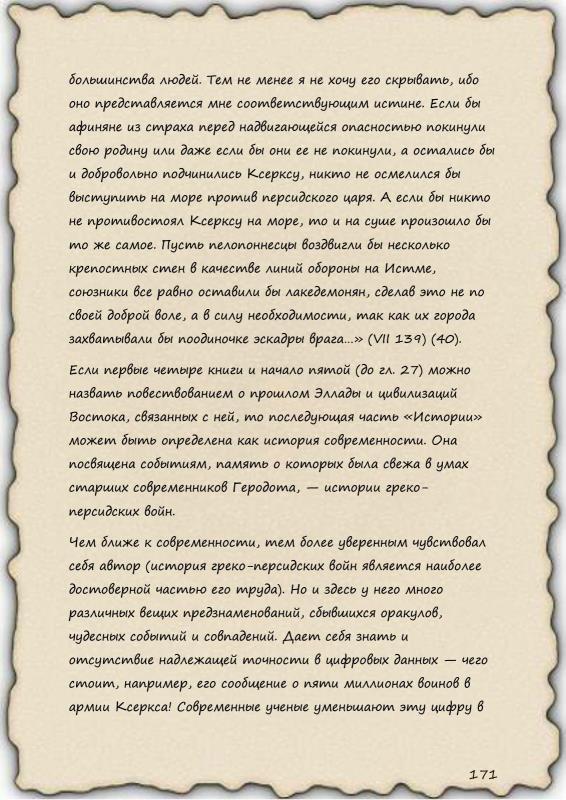 большинства людей. Тем не менее я не хочу его скрывать, ибо
оно представляется мне соответствующим истине. Если бы
афиняне из страха перед надвигающейся опасностью покинули
свою родину или даже если бы они ее не покинули, а остались бы
и добровольно подчинились Ксерксу, никто не осмелился бы
выступить на море против персидского царя. А если бы никто
не противостоял Ксерксу на море, то и на суше произошло бы
то же самое. Пусть пелопоннесцы воздвигли бы несколько
крепостных стен в качестве линий обороны на Истме,
союзники все равно оставили бы лакедемонян, сделав это не по
своей доброй воле, а в силу необходимости, так как их города
захватывали бы поодиночке эскадры врага...» (VII 139) (40).
Если первые четыре книги и начало пятой (до гл. 27) можно
назвать повествованием о прошлом Эллады и цивилизаций
Востока, связанных с ней, то последующая часть «Истории»
может быть определена как история современности. Она
посвящена событиям, память о которых была свежа в умах
старших современников Геродота, — истории греко-
персидских войн.
Чем ближе к современности, тем более уверенным чувствовал
себя автор (история греко-персидских войн является наиболее
достоверной частью его труда). Но и здесь у него много
различных вещих предзнаменований, сбывшихся оракулов,
чудесных событий и совпадений. Дает себя знать и
отсутствие надлежащей точности в цифровых данных — чего
стоит, например, его сообщение о пяти миллионах воинов в
армии Ксеркса! Современные ученые уменьшают эту цифру в
171